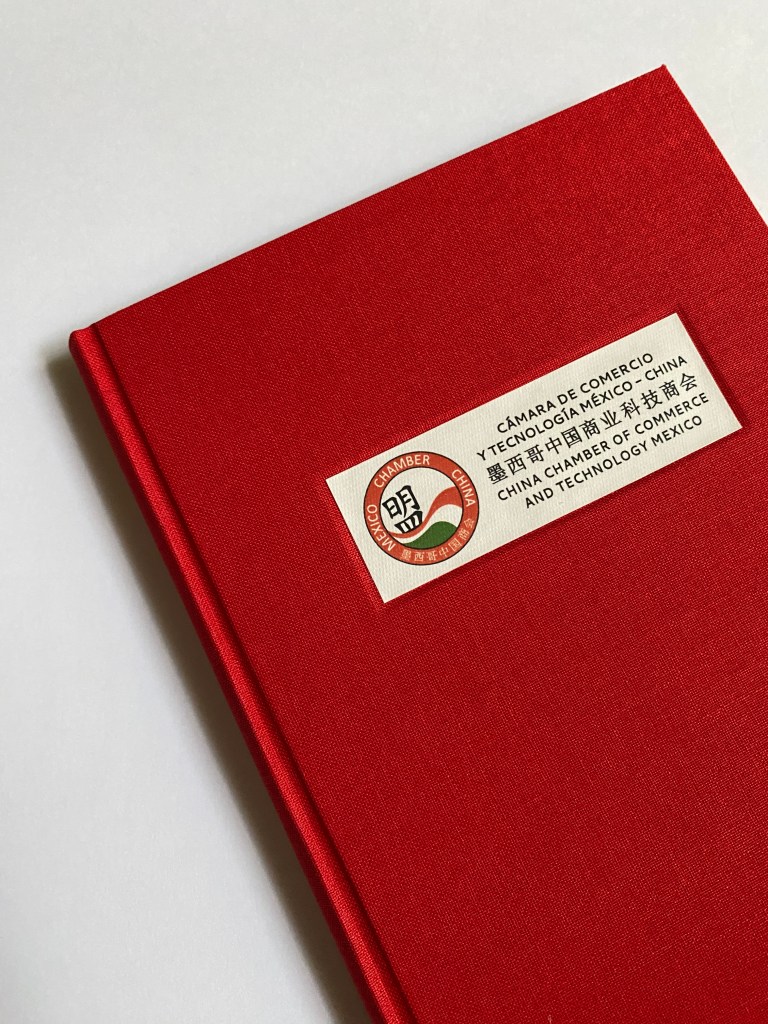 MEXICO CHAMBER CHINA
盟
墨西哥中国商会
CÁMARA DE COMERCIO
Y TECNOLOGÍA MÉXICO - CHINA
墨西哥中国商业科技商会
CHINA CHAMBER OF COMMERCE
AND TECHNOLOGY MEXICO